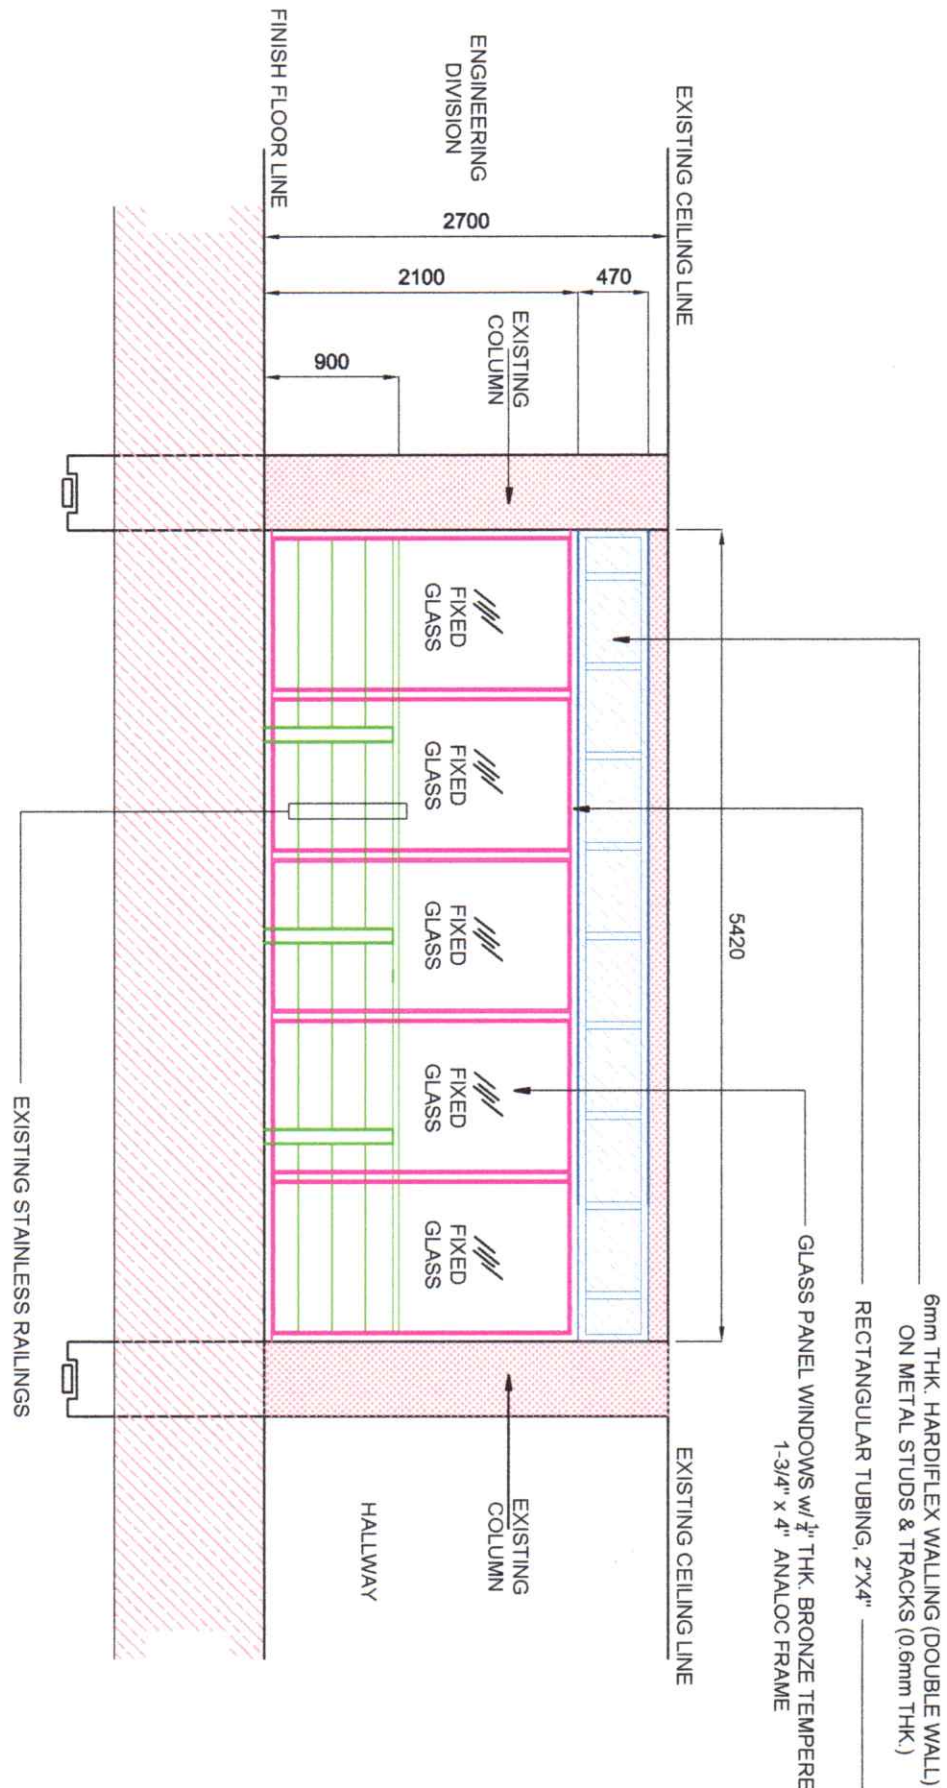 6mm THK. HARDIFLEX WALLING (DOUBLE WALL)
ON METAL STUDS & TRACKS (0.6mm THK.)
RECTANGULAR TUBING, 2"X4"
GLASS PANEL WINDOWS w/ 1/4" THK. BRONZE TEMPERE
1-3/4" x 4" ANALOC FRAME
5420
EXISTING CEILING LINE
EXISTING CEILING LINE
2700
470
2100
900
ENGINEERING
DIVISION
EXISTING
COLUMN
FIXED
GLASS
FIXED
GLASS
FIXED
GLASS
FIXED
GLASS
FIXED
GLASS
EXISTING
COLUMN
HALLWAY
FINISH FLOOR LINE
EXISTING STAINLESS RAILINGS